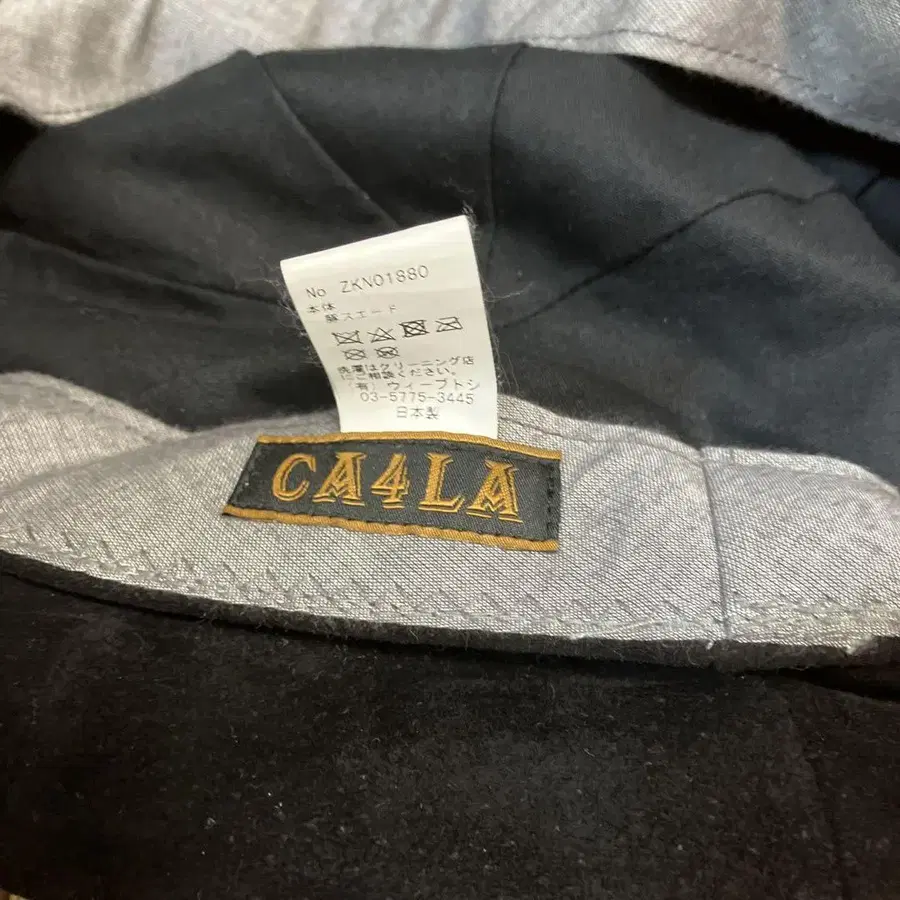 No ZKN01880
本体
豚スエード
洗濯はクリーニング店
にご相談ください。
(有) ウィーブトシ
03-5775-3445
日本製
CA4LA